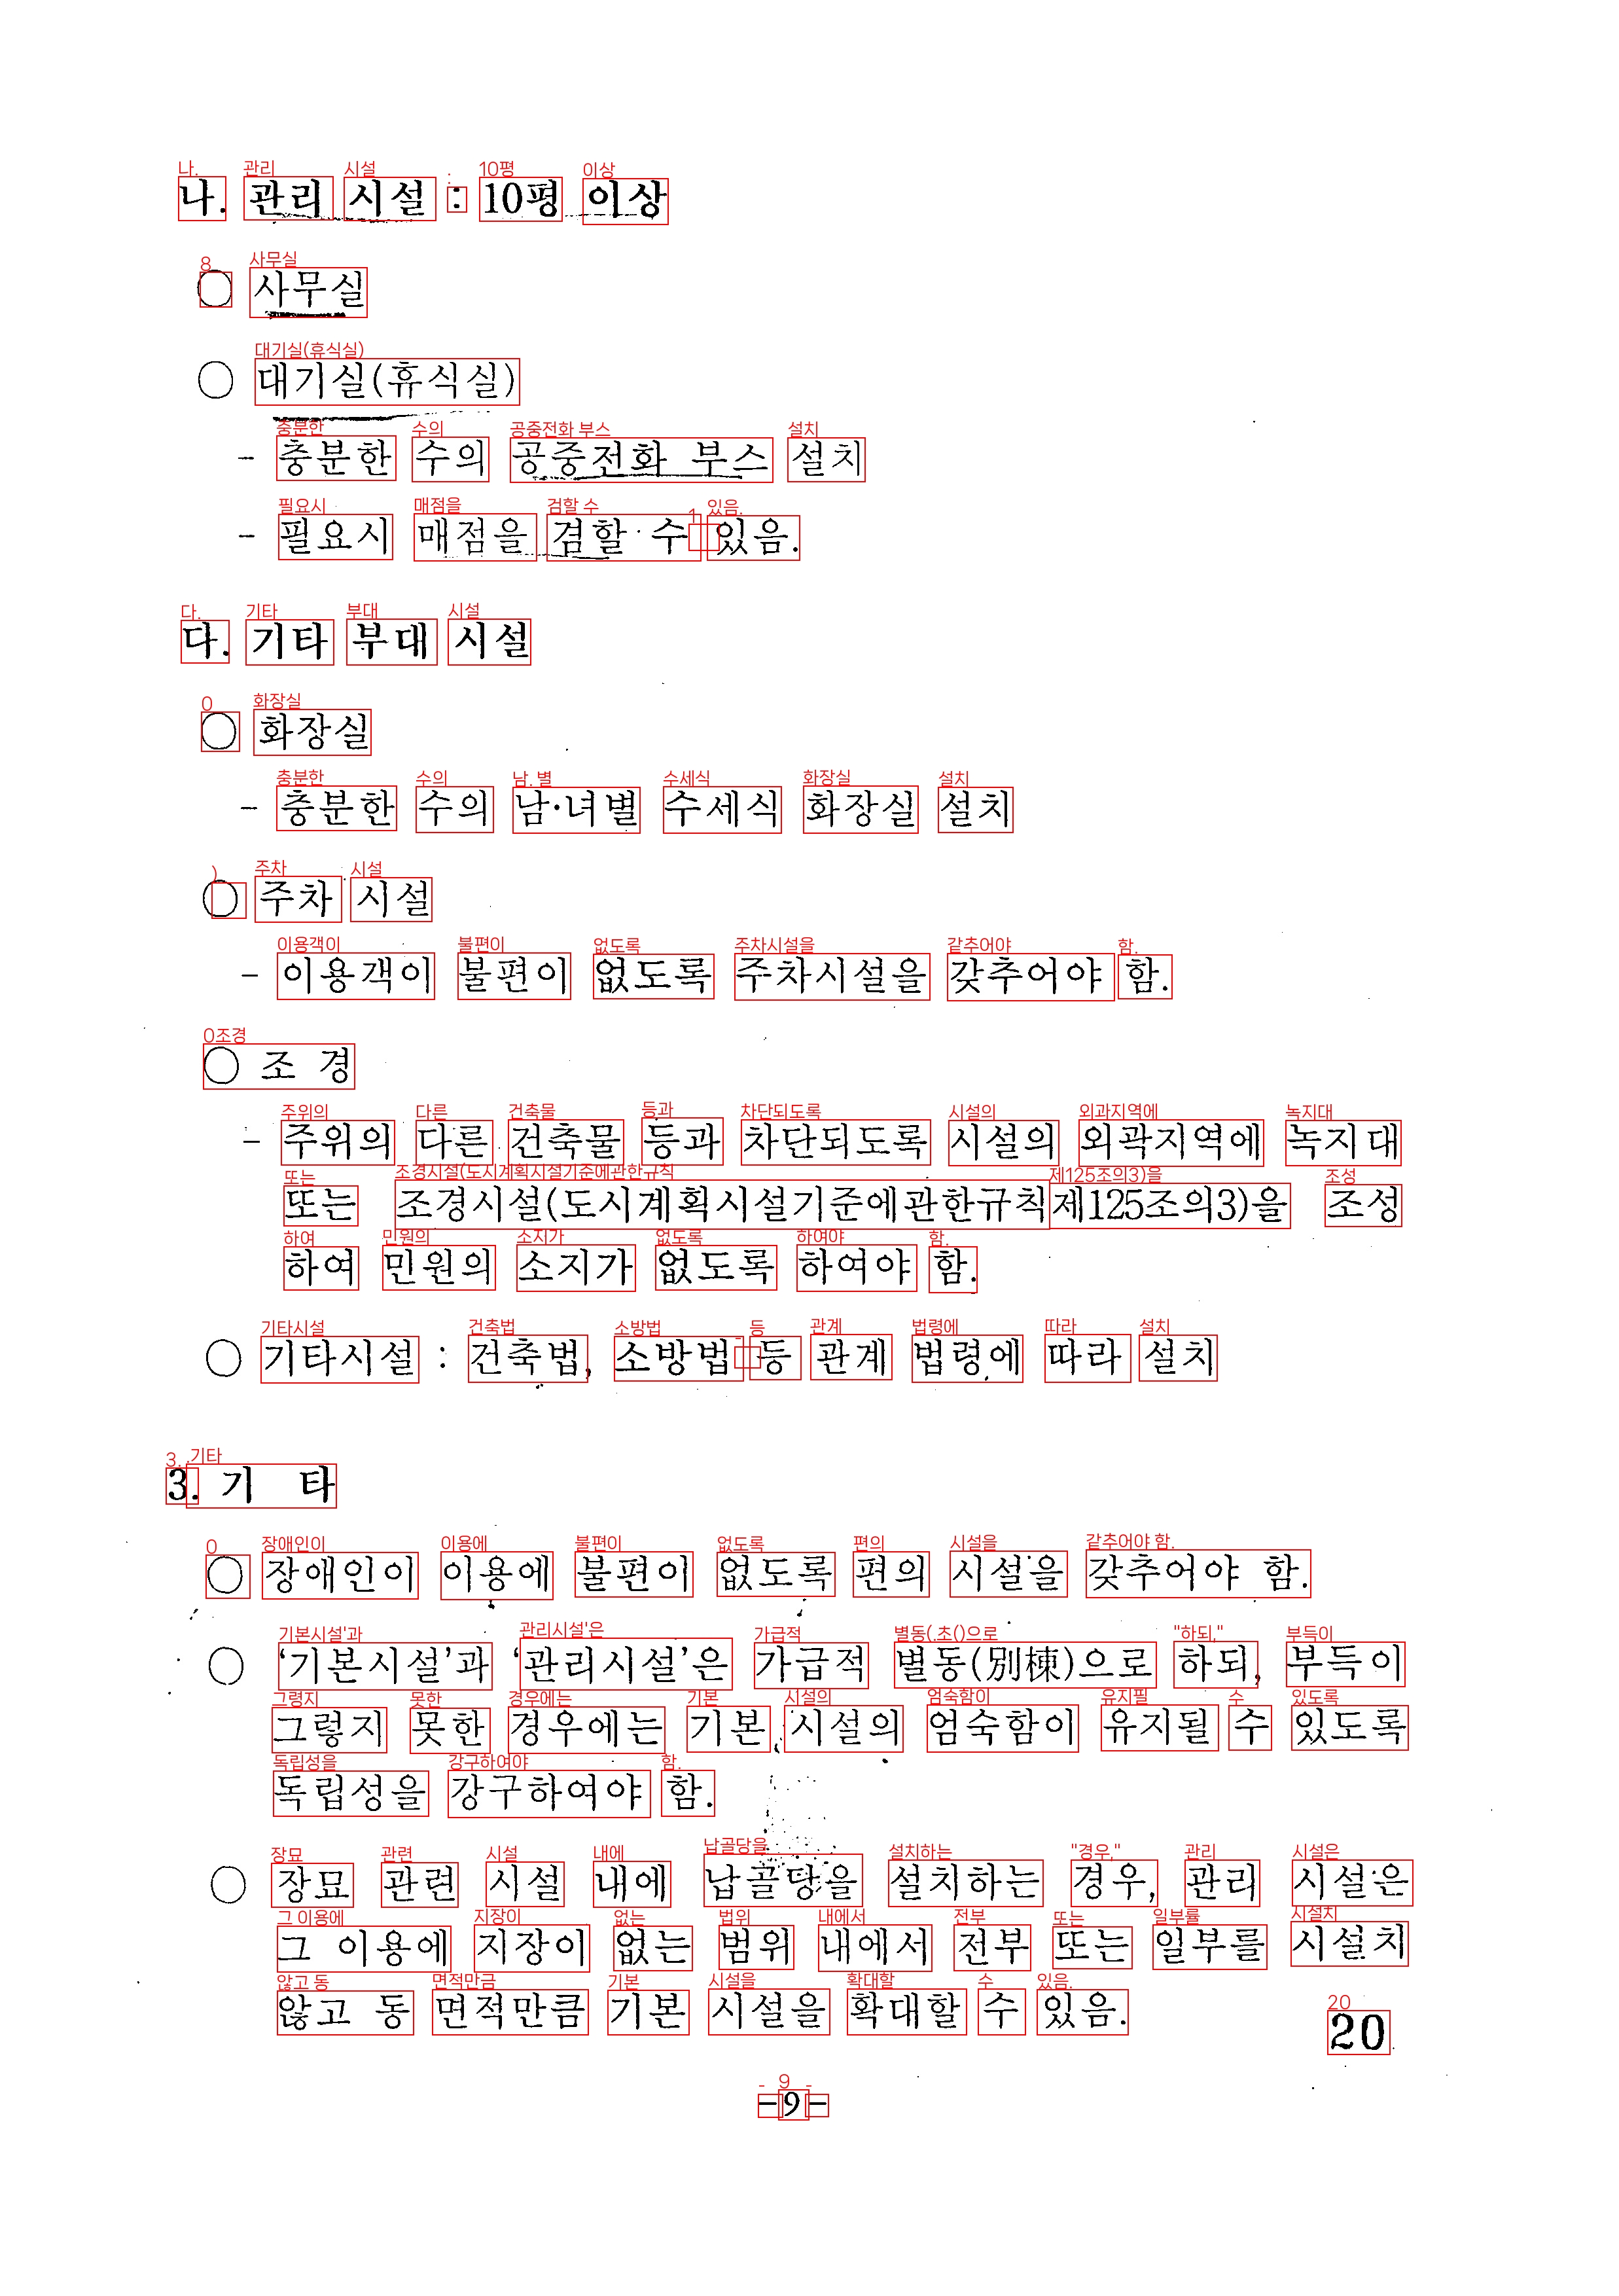 나. 관리 시설 : 10평 이상
○ 사무실
○ 대기실(휴식실)
- 충분한 수의 공중전화 부스 설치
- 필요시 매점을 겸할 수 있음.
다. 기타 부대 시설
○ 화장실
- 충분한 수의 남·녀별 수세식 화장실 설치
○ 주차 시설
- 이용객이 불편이 없도록 주차시설을 갖추어야 함.
○ 조 경
- 주위의 다른 건축물 등과 차단되도록 시설의 외곽지역에 녹지대
또는 조경시설(도시계획시설기준에관한규칙제125조의3)을 조성
하여 민원의 소지가 없도록 하여야 함.
○ 기타시설 : 건축법, 소방법 등 관계 법령에 따라 설치
3. 기 타
○ 장애인이 이용에 불편이 없도록 편의 시설을 갖추어야 함.
○ ‘기본시설’과 ‘관리시설’은 가급적 별동(別棟)으로 하되, 부득이
그렇지 못한 경우에는 기본 시설의 엄숙함이 유지될 수 있도록
독립성을 강구하여야 함.
○ 장묘 관련 시설 내에 납골당을 설치하는 경우, 관리 시설은
그 이용에 지장이 없는 범위 내에서 전부 또는 일부를 시설치
않고 동 면적만큼 기본 시설을 확대할 수 있음.
20
-9-